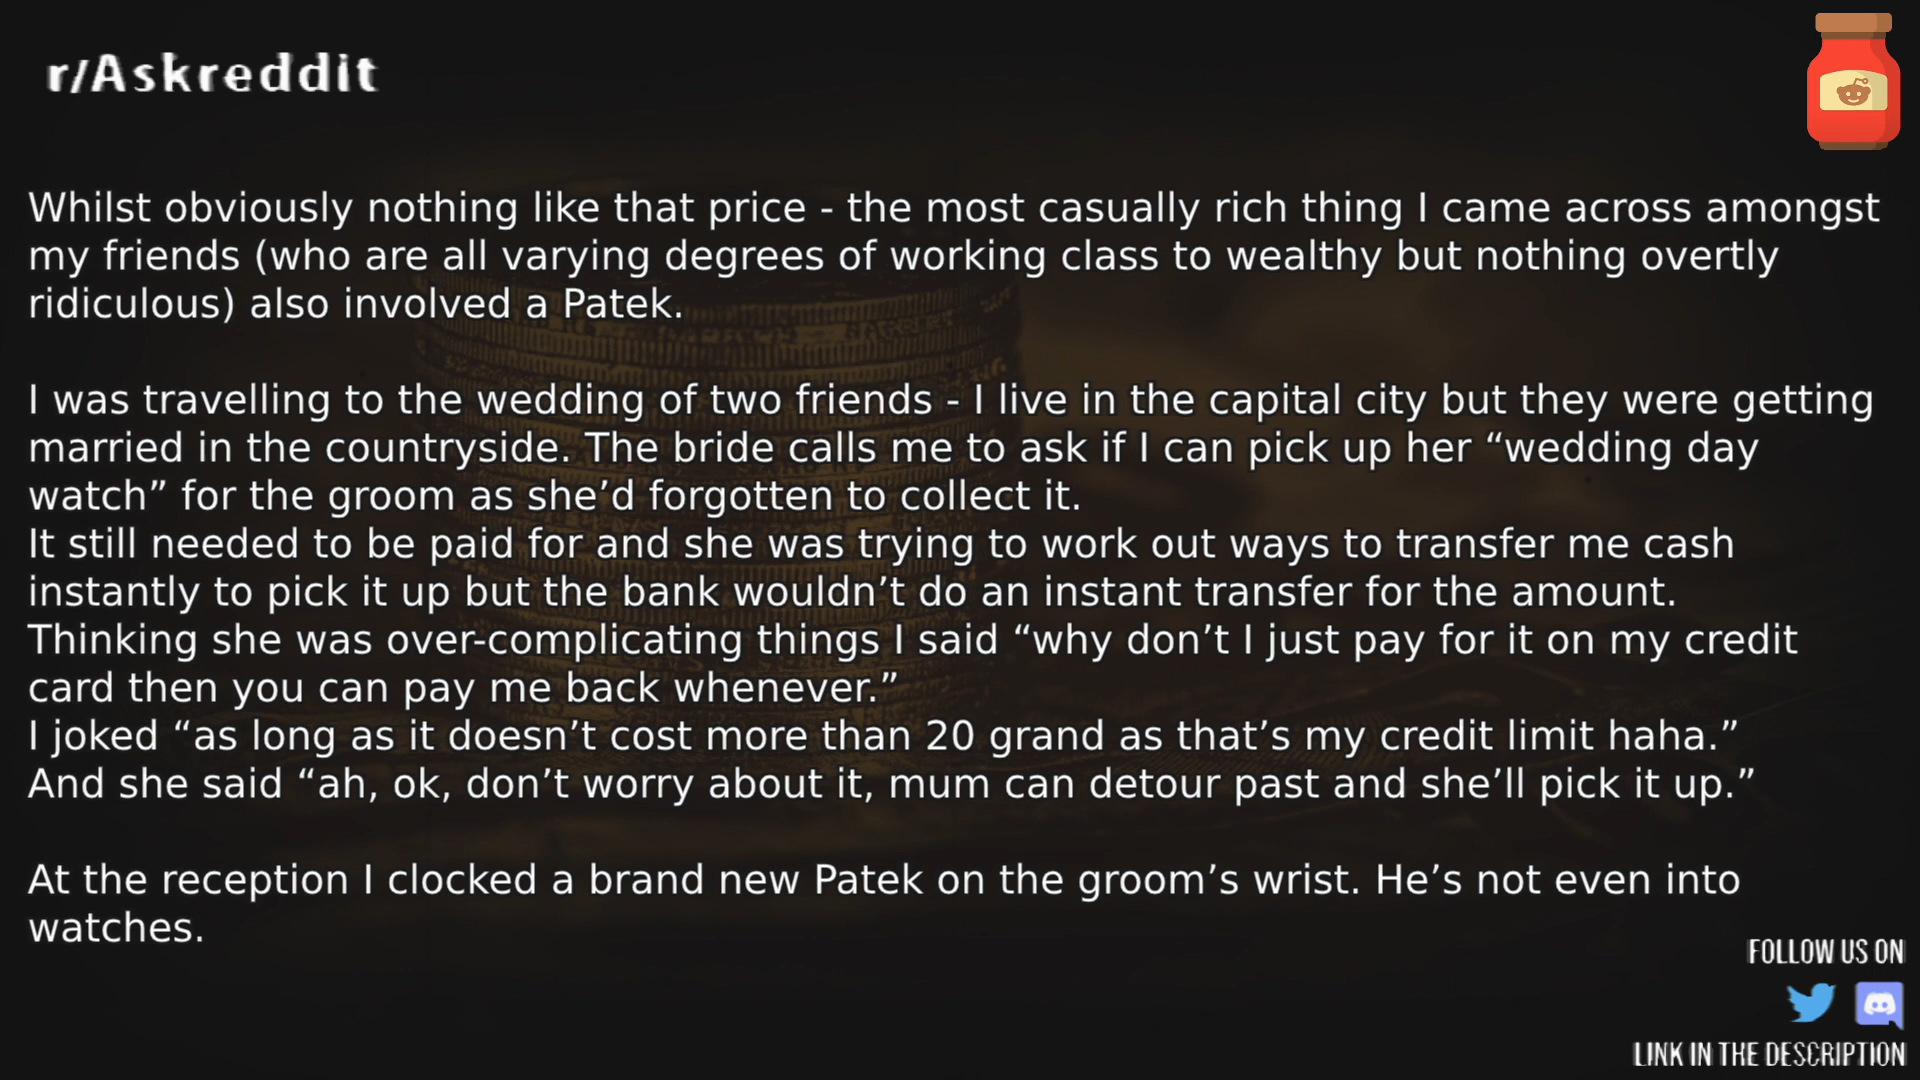 r/Askreddit
Whilst obviously nothing like that price - the most casually rich thing I came across amongst
my friends (who are all varying degrees of working class to wealthy but nothing overtly
ridiculous) also involved a Patek.
I was travelling to the wedding of two friends - I live in the capital city but they were getting
married in the countryside. The bride calls me to ask if I can pick up her “wedding day
watch” for the groom as she’d forgotten to collect it.
It still needed to be paid for and she was trying to work out ways to transfer me cash
instantly to pick it up but the bank wouldn’t do an instant transfer for the amount.
Thinking she was over-complicating things I said “why don’t I just pay for it on my credit
card then you can pay me back whenever.”
I joked “as long as it doesn’t cost more than 20 grand as that’s my credit limit haha.”
And she said “ah, ok, don’t worry about it, mum can detour past and she’ll pick it up.”
At the reception I clocked a brand new Patek on the groom’s wrist. He’s not even into
watches.
FOLLOW US ON
LINK IN THE DESCRIPTION